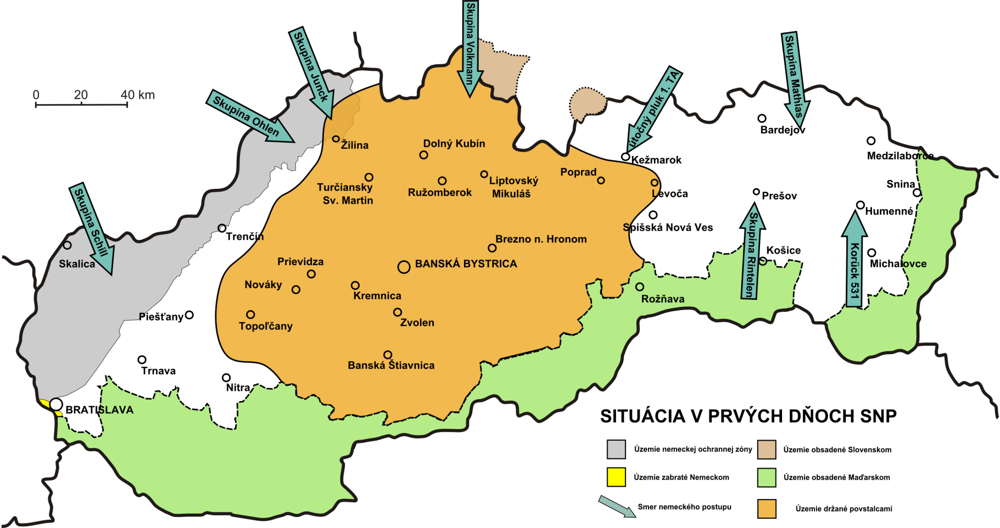 Skupina Volkmann
Skupina Junck
Skupina Mathias
útočný pluk 1. TA
0 20 40 km
Skupina Ohlen
Bardejov
Žilina
Dolný Kubín
Medzilaborce
Kežmarok
Poprad
Liptovský
Mikuláš
Turčiansky
Sv. Martin
Ružomberok
Levoča
Snina
Prešov
Humenné
Skupina Schill
Trenčín
Spišská Nová Ves
Skupina Rintelen
Brezno n. Hronom
Košice
Skalica
Prievidza
BANSKÁ BYSTRICA
Michalovce
Korück 531
Nováky
Kremnica
Rožňava
Piešťany
Topoľčany
Zvolen
Trnava
Banská Štiavnica
Nitra
BRATISLAVA
SITUÁCIA V PRVÝCH DŇOCH SNP
Územie nemeckej ochrannej zóny
Územie obsadené Slovenskom
Územie zabraté Nemeckom
Územie obsadené Maďarskom
Smer nemeckého postupu
Územie držané povstalcami